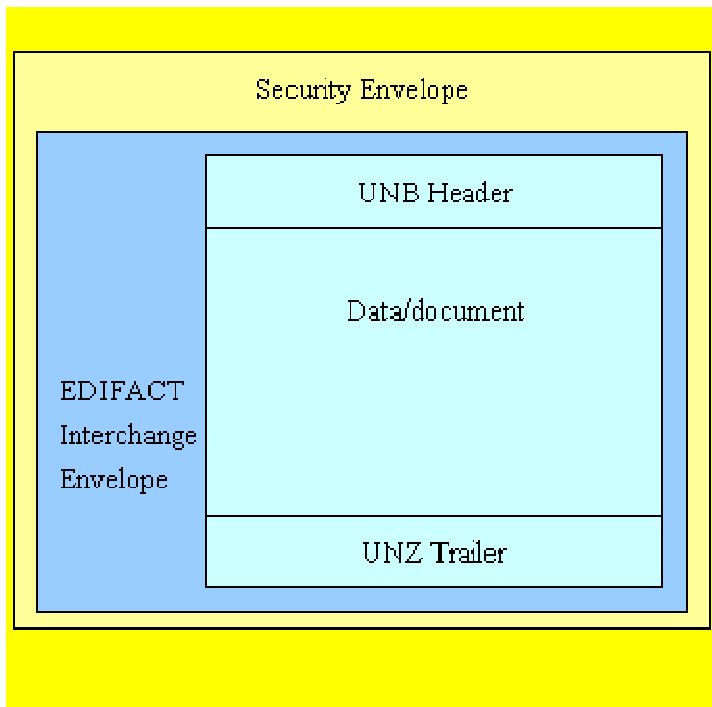 Security Envelope
UNB Header
Data/document
EDIFACT
Interchange
Envelope
UNZ Trailer